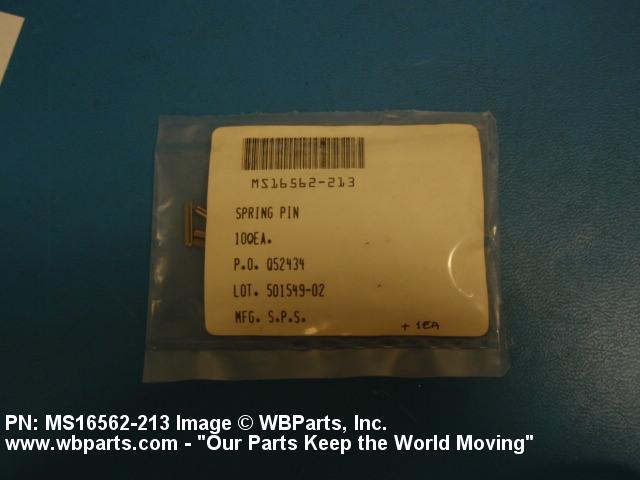 MS16562-213
SPRING PIN
100EA.
P.O. Q52434
LOT. 501549-02
MFG. S.P.S.
+ 1EA
PN: MS16562-213 Image © WBParts, Inc.
www.wbparts.com - "Our Parts Keep the World Moving"